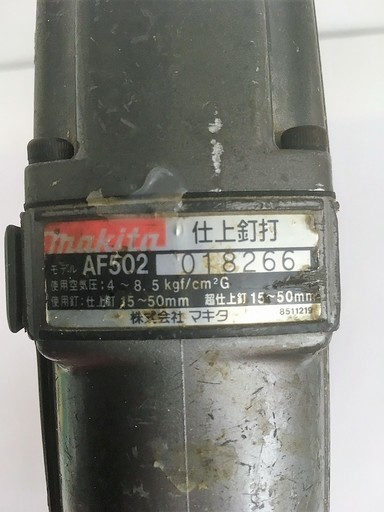 makita 仕上釘打
モデル AF502 018266
使用空気圧:4～8.5kgf/cm²G
使用釘:仕上釘15～50mm 超仕上釘15～50mm
株式会社 マキタ 8511219